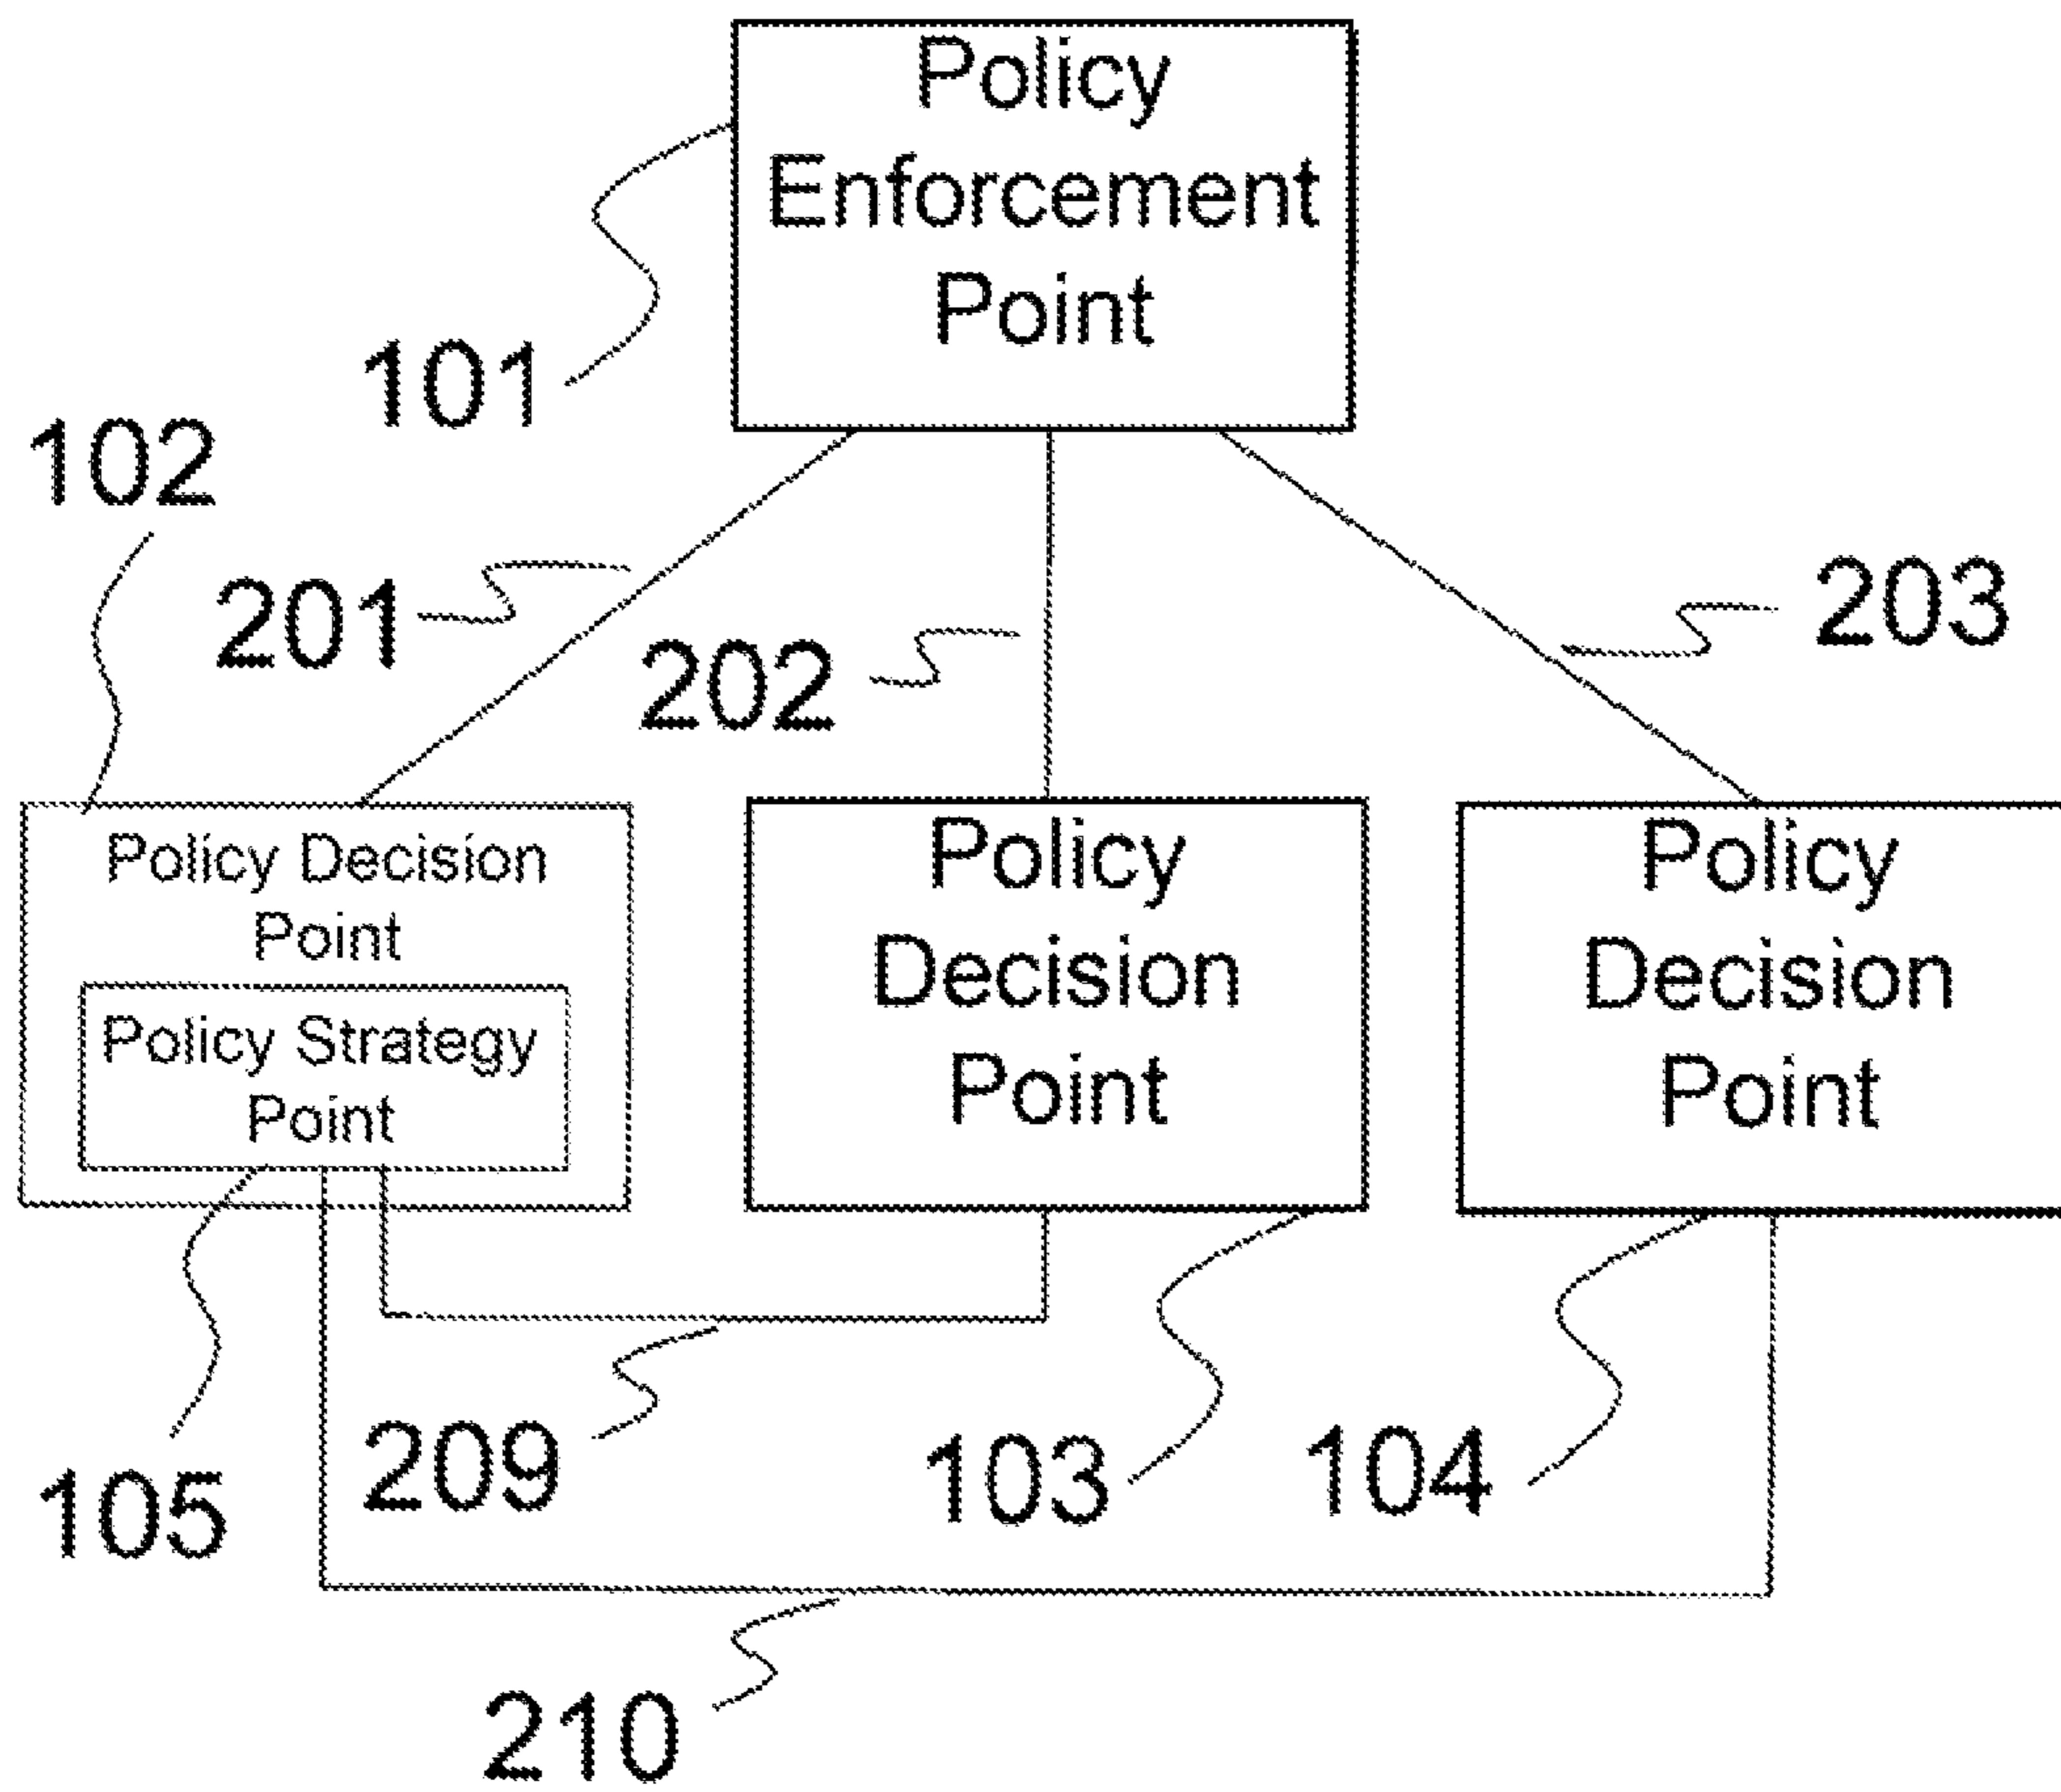 Policy
Enforcement
Point
101
102
201
202
203
Policy Decision
Point
Policy Strategy
Point
Policy
Decision
Point
Policy
Decision
Point
105
209
103
104
210